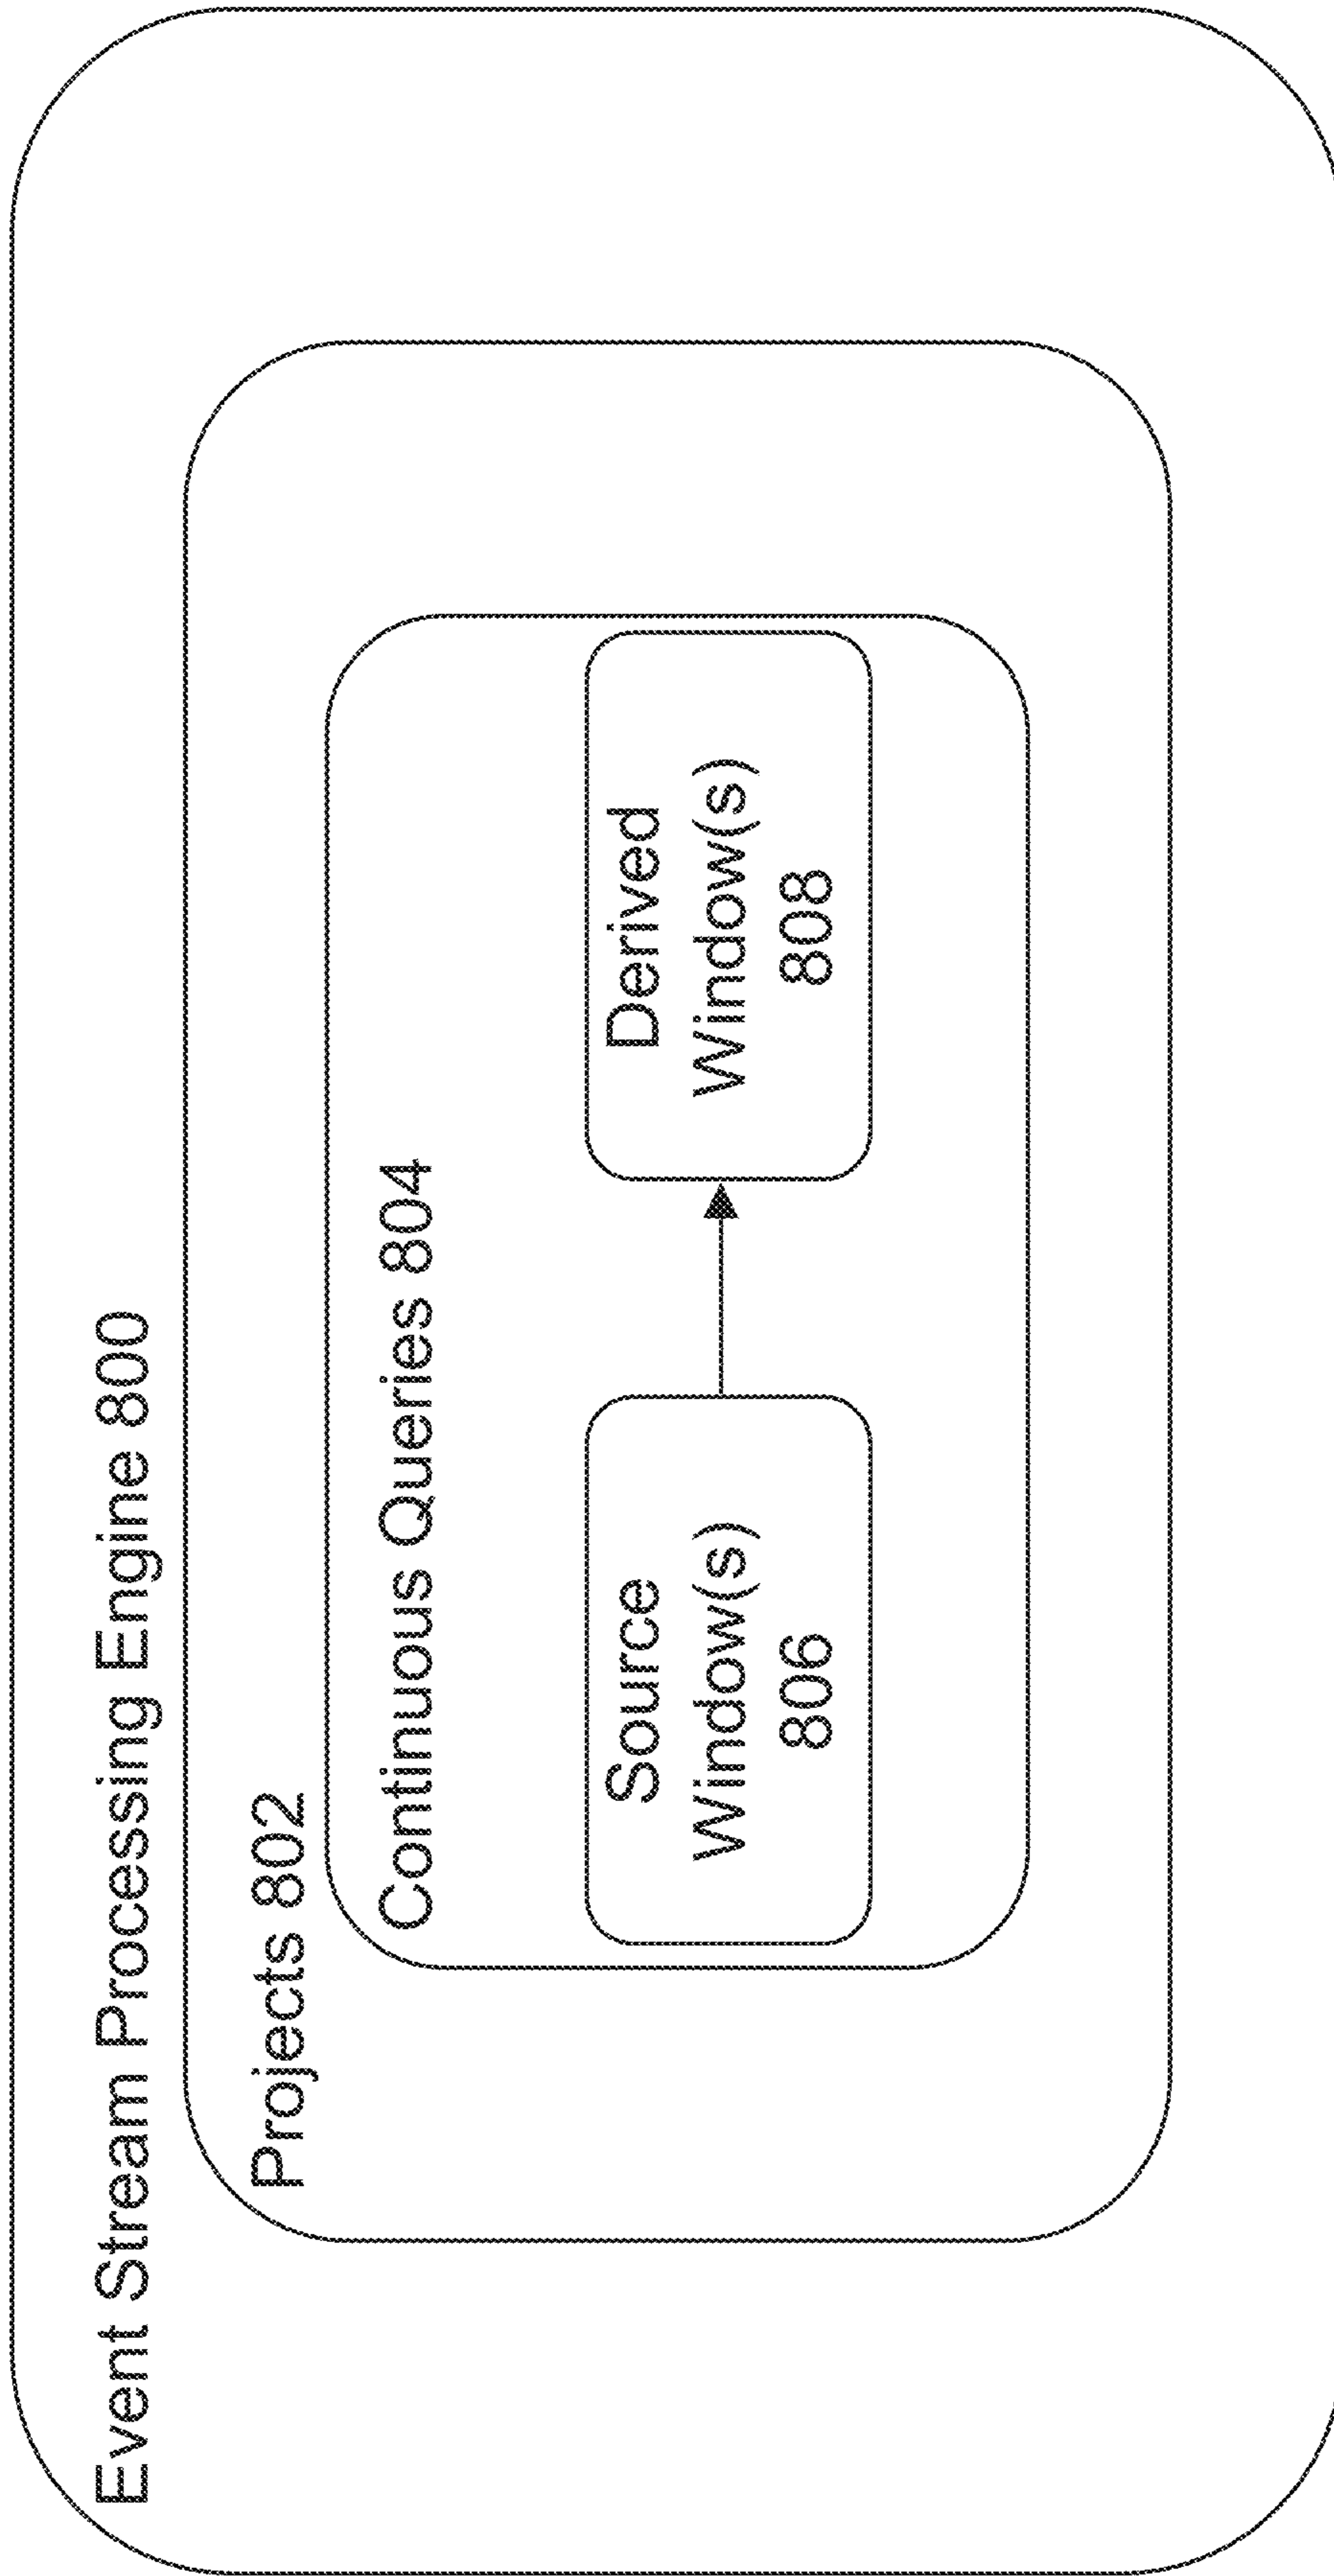 Event Stream Processing Engine 800
Projects 802
Continuous Queries 804
Source
Window(s)
806
Derived
Window(s)
808